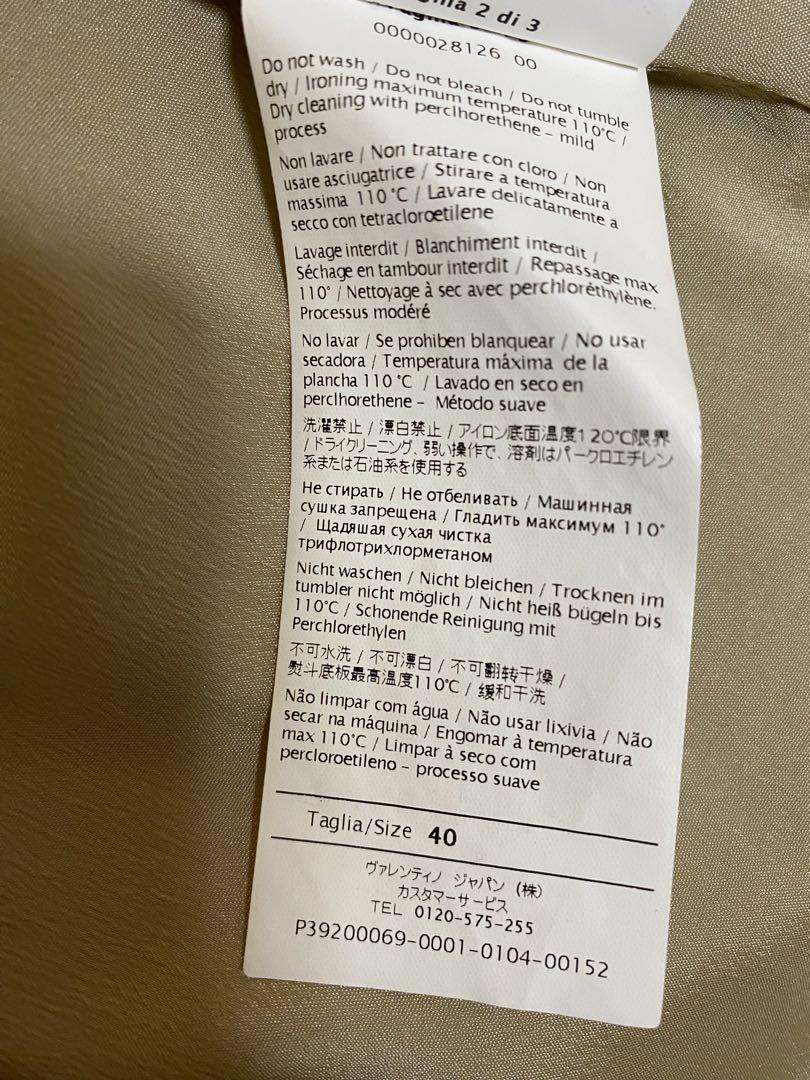 2 di 3
0000028126 00
Do not wash / Do not bleach / Do not tumble
dry / Ironing maximum temperature 110°C /
Dry cleaning with perclhorethene – mild
process
Non lavare / Non trattare con cloro / Non
usare asciugatrice / Stirare a temperatura
massima 110 °C / Lavare delicatamente a
secco con tetracloroetilene
Lavage interdit / Blanchiment interdit /
Séchage en tambour interdit / Repassage max
110° / Nettoyage à sec avec perchloréthylène.
Processus modéré
No lavar / Se prohiben blanquear / No usar
secadora / Temperatura máxima de la
plancha 110 °C / Lavado en seco en
perclhorethene – Método suave
洗濯禁止 / 漂白禁止 / アイロン底面温度120°C限界
/ ドライクリーニング、弱い操作で、溶剤はパークロエチレン
系または石油系を使用する
Не стирать / Не отбеливать / Машинная
сушка запрещена / Гладить максимум 110°
/ Щадяшая сухая чистка
трифлотрихлорметаном
Nicht waschen / Nicht bleichen / Trocknen im
tumbler nicht möglich / Nicht heiß bügeln bis
110°C / Schonende Reinigung mit
Perchlorethylen
不可水洗 / 不可漂白 / 不可翻转干燥 /
熨斗底板最高温度110°C / 缓和干洗
Não limpar com água / Não usar lixívia / Não
secar na máquina / Engomar à temperatura
max 110°C / Limpar à seco com
percloroetileno – processo suave
Taglia/Size 40
ヴァレンティノ ジャパン (株)
カスタマーサービス
TEL 0120-575-255
P39200069-0001-0104-00152